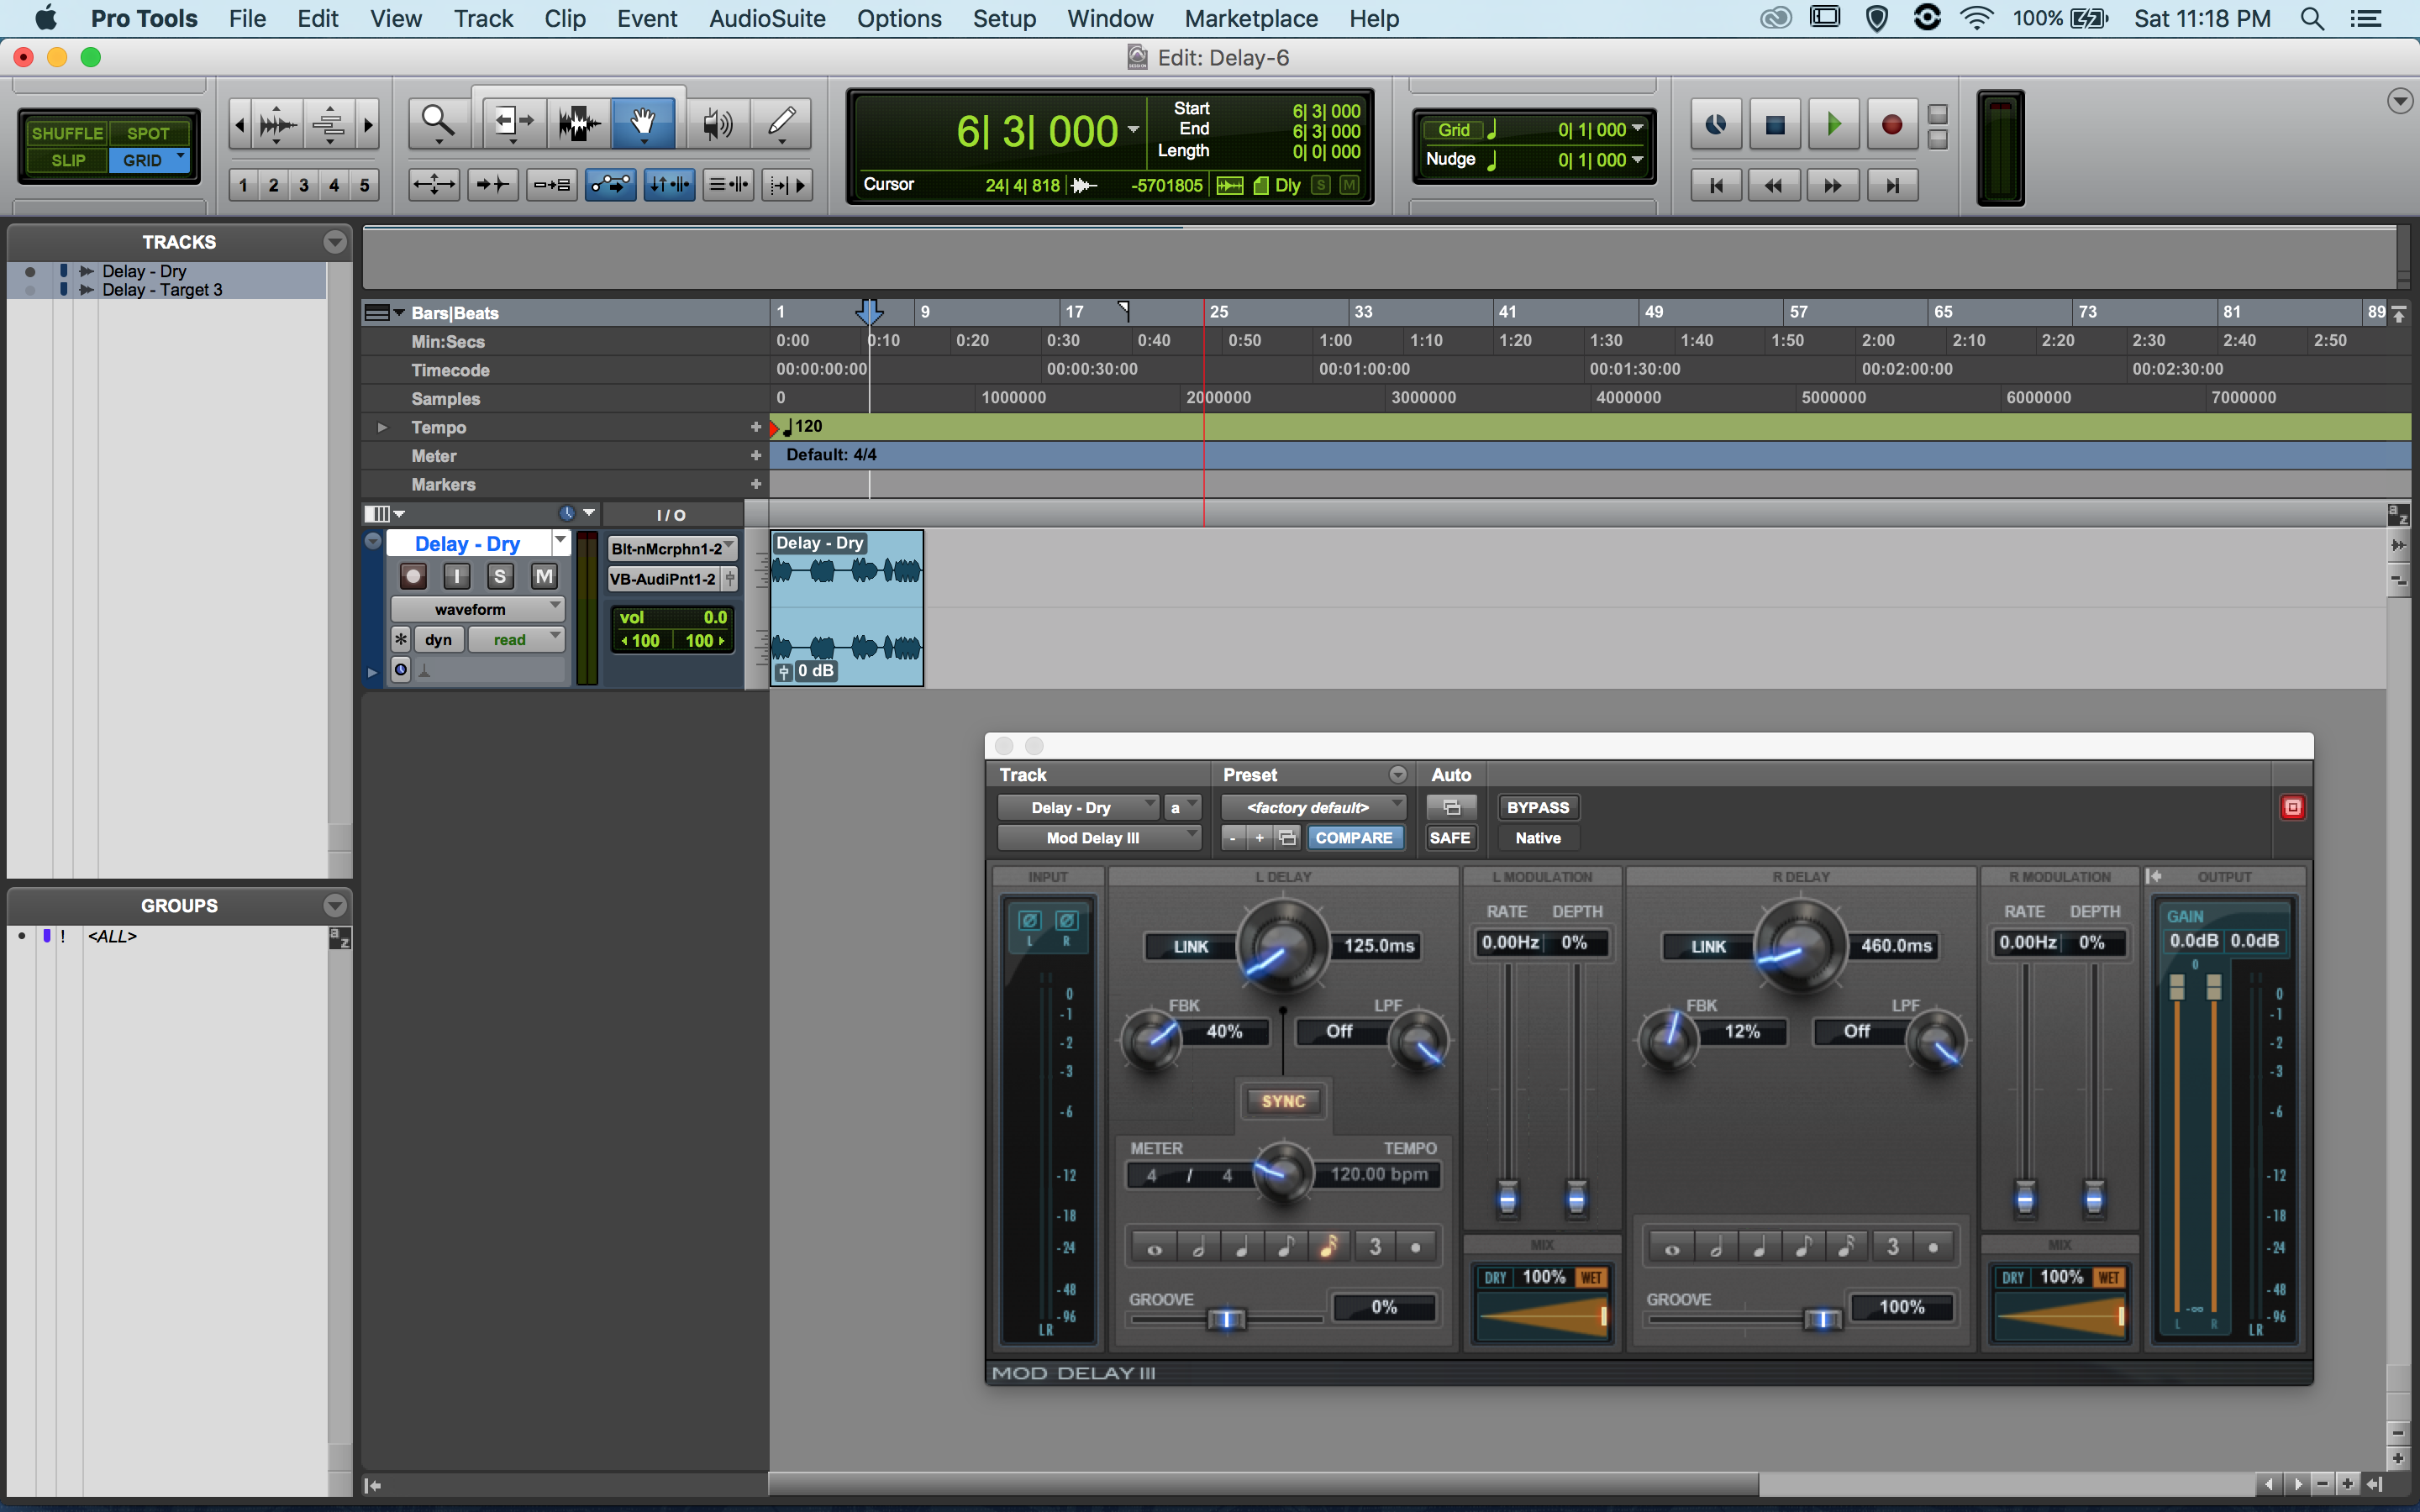 Pro Tools File Edit View Track Clip Event AudioSuite Options Setup Window Marketplace Help 100% Sat 11:18 PM
Edit: Delay-6
SHUFFLE SPOT
SLIP GRID
1 2 3 4 5
6| 3| 000
Start 6| 3| 000
End 6| 3| 000
Length 0| 0| 000
Cursor 24| 4| 818 -5701805 Dly S M
Grid 0| 1| 000
Nudge 0| 1| 000
TRACKS
Delay - Dry
Delay - Target 3
GROUPS
! <ALL>
a z
Bars|Beats 1 9 17 25 33 41 49 57 65 73 81 89
Min:Secs 0:00 0:10 0:20 0:30 0:40 0:50 1:00 1:10 1:20 1:30 1:40 1:50 2:00 2:10 2:20 2:30 2:40 2:50
Timecode 00:00:00:00 00:00:30:00 00:01:00:00 00:01:30:00 00:02:00:00 00:02:30:00
Samples 0 1000000 2000000 3000000 4000000 5000000 6000000 7000000
Tempo + 120
Meter + Default: 4/4
Markers +
I / O
a z
Delay - Dry
I S M
waveform
* dyn read
Blt-nMcrphn1-2
VB-AudiPnt1-2
vol 0.0
100 100
Delay - Dry
0 dB
Track Preset Auto
Delay - Dry a <factory default> BYPASS
Mod Delay III - + COMPARE SAFE Native
INPUT L DELAY L MODULATION R DELAY R MODULATION OUTPUT
Ø Ø
L R
0
-1
-2
-3
-6
-12
-18
-24
-48
-96
LR
LINK 125.0ms
FBK LPF
40% Off
SYNC
METER TEMPO
4 / 4 120.00 bpm
3
GROOVE 0%
RATE DEPTH
0.00Hz 0%
MIX
DRY 100% WET
LINK 460.0ms
FBK LPF
12% Off
3
GROOVE 100%
RATE DEPTH
0.00Hz 0%
MIX
DRY 100% WET
GAIN
0.0dB 0.0dB
0
0
-1
-2
-3
-6
-12
-18
-24
-48
-96
-∞
L R LR
MOD DELAY III